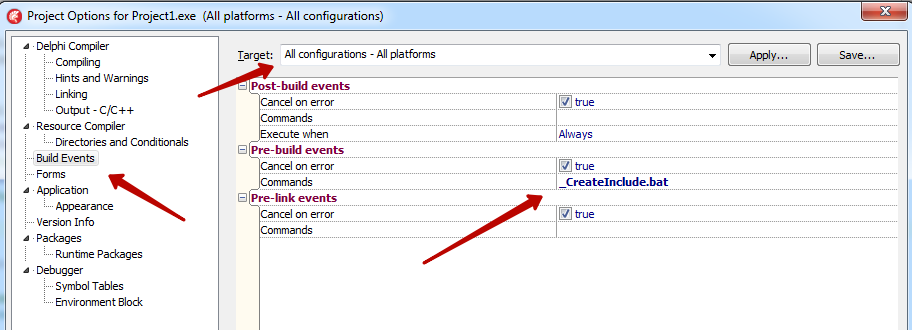 Project Options for Project1.exe (All platforms - All configurations)
Delphi Compiler
Compiling
Hints and Warnings
Linking
Output - C/C++
Resource Compiler
Directories and Conditionals
Build Events
Forms
Application
Appearance
Version Info
Packages
Runtime Packages
Debugger
Symbol Tables
Environment Block
Target: All configurations - All platforms Apply... Save...
Post-build events
Cancel on error true
Commands
Execute when Always
Pre-build events
Cancel on error true
Commands _CreateInclude.bat
Pre-link events
Cancel on error true
Commands